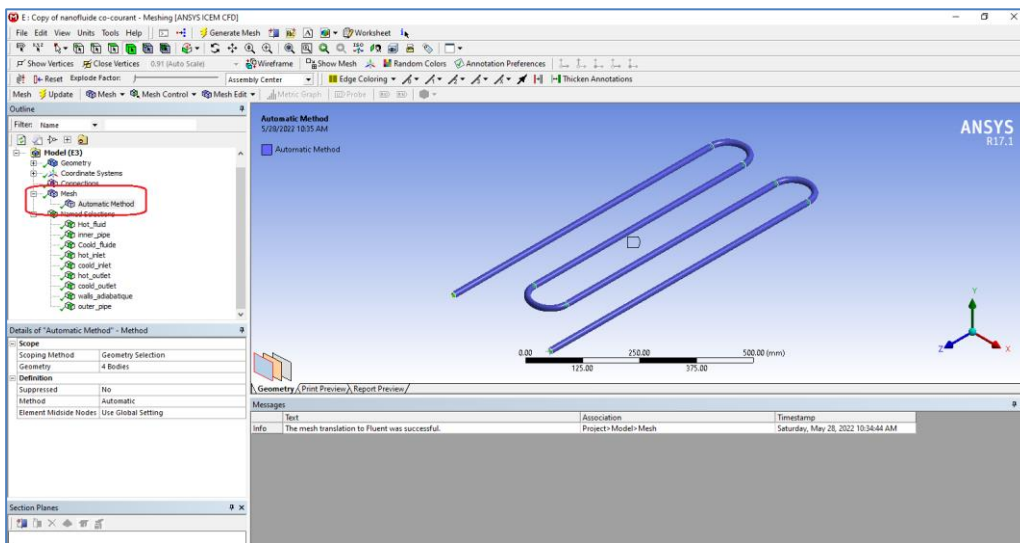 E : Copy of nanofluide co-courant - Meshing [ANSYS ICEM CFD]
File Edit View Units Tools Help Generate Mesh Worksheet
Show Vertices Close Vertices 0.91 (Auto Scale) Wireframe Show Mesh Random Colors Annotation Preferences
Reset Explode Factor: Assembly Center Edge Coloring Thicken Annotations
Mesh Update Mesh Mesh Control Mesh Edit Metric Graph Probe
Outline
Filter: Name
Model (E3)
Geometry
Coordinate Systems
Connections
Mesh
Automatic Method
Named Selections
Hot_fluid
inner_pipe
Coold_fluide
hot_inlet
coold_inlet
hot_outlet
coold_outlet
walls_adiabatique
outer_pipe
Details of "Automatic Method" - Method
Scope
Scoping Method Geometry Selection
Geometry 4 Bodies
Definition
Suppressed No
Method Automatic
Element Midside Nodes Use Global Setting
Section Planes
Automatic Method
5/28/2022 10:35 AM
Automatic Method
ANSYS
R17.1
0.00 250.00 500.00 (mm)
125.00 375.00
Y
Z X
Geometry Print Preview Report Preview
Messages
Text Association Timestamp
Info The mesh translation to Fluent was successful. Project>Model>Mesh Saturday, May 28, 2022 10:34:44 AM